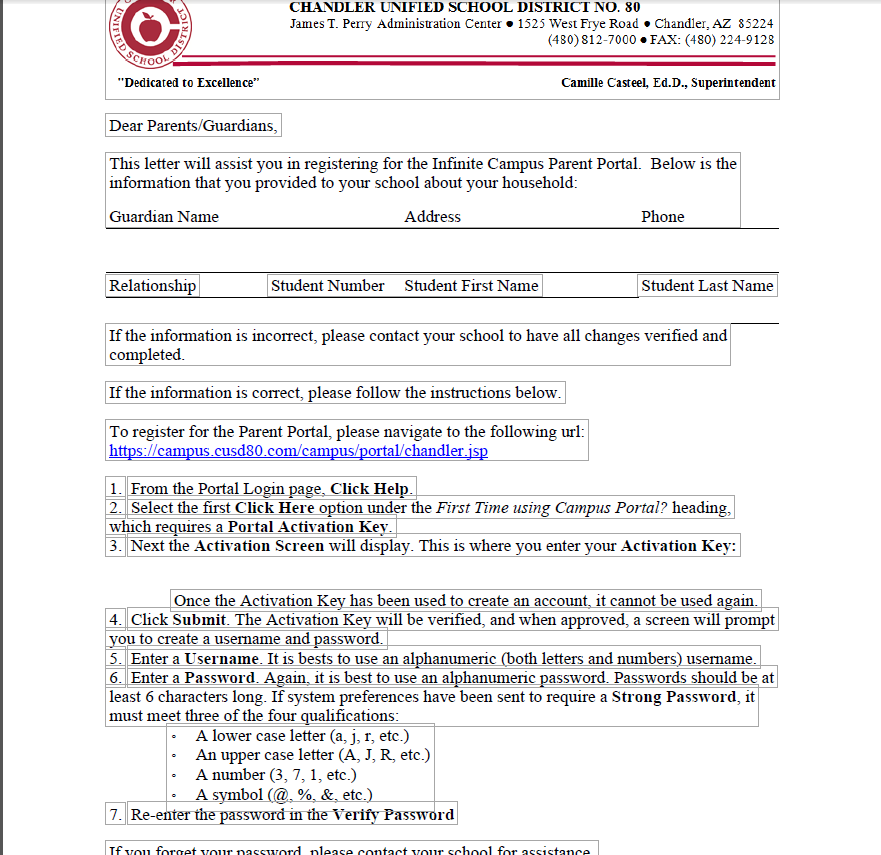 CHANDLER UNIFIED SCHOOL DISTRICT NO. 80
James T. Perry Administration Center ● 1525 West Frye Road ● Chandler, AZ 85224
(480) 812-7000 ● FAX: (480) 224-9128
UNIFIED SCHOOL DISTRICT
"Dedicated to Excellence" Camille Casteel, Ed.D., Superintendent
Dear Parents/Guardians,
This letter will assist you in registering for the Infinite Campus Parent Portal. Below is the
information that you provided to your school about your household:
Guardian Name Address Phone
Relationship Student Number Student First Name Student Last Name
If the information is incorrect, please contact your school to have all changes verified and
completed.
If the information is correct, please follow the instructions below.
To register for the Parent Portal, please navigate to the following url:
https://campus.cusd80.com/campus/portal/chandler.jsp
1. From the Portal Login page, Click Help.
2. Select the first Click Here option under the First Time using Campus Portal? heading,
which requires a Portal Activation Key.
3. Next the Activation Screen will display. This is where you enter your Activation Key:
Once the Activation Key has been used to create an account, it cannot be used again.
4. Click Submit. The Activation Key will be verified, and when approved, a screen will prompt
you to create a username and password.
5. Enter a Username. It is bests to use an alphanumeric (both letters and numbers) username.
6. Enter a Password. Again, it is best to use an alphanumeric password. Passwords should be at
least 6 characters long. If system preferences have been sent to require a Strong Password, it
must meet three of the four qualifications:
◦ A lower case letter (a, j, r, etc.)
◦ An upper case letter (A, J, R, etc.)
◦ A number (3, 7, 1, etc.)
◦ A symbol (@, %, &, etc.)
7. Re-enter the password in the Verify Password
If you forget your password, please contact your school for assistance.